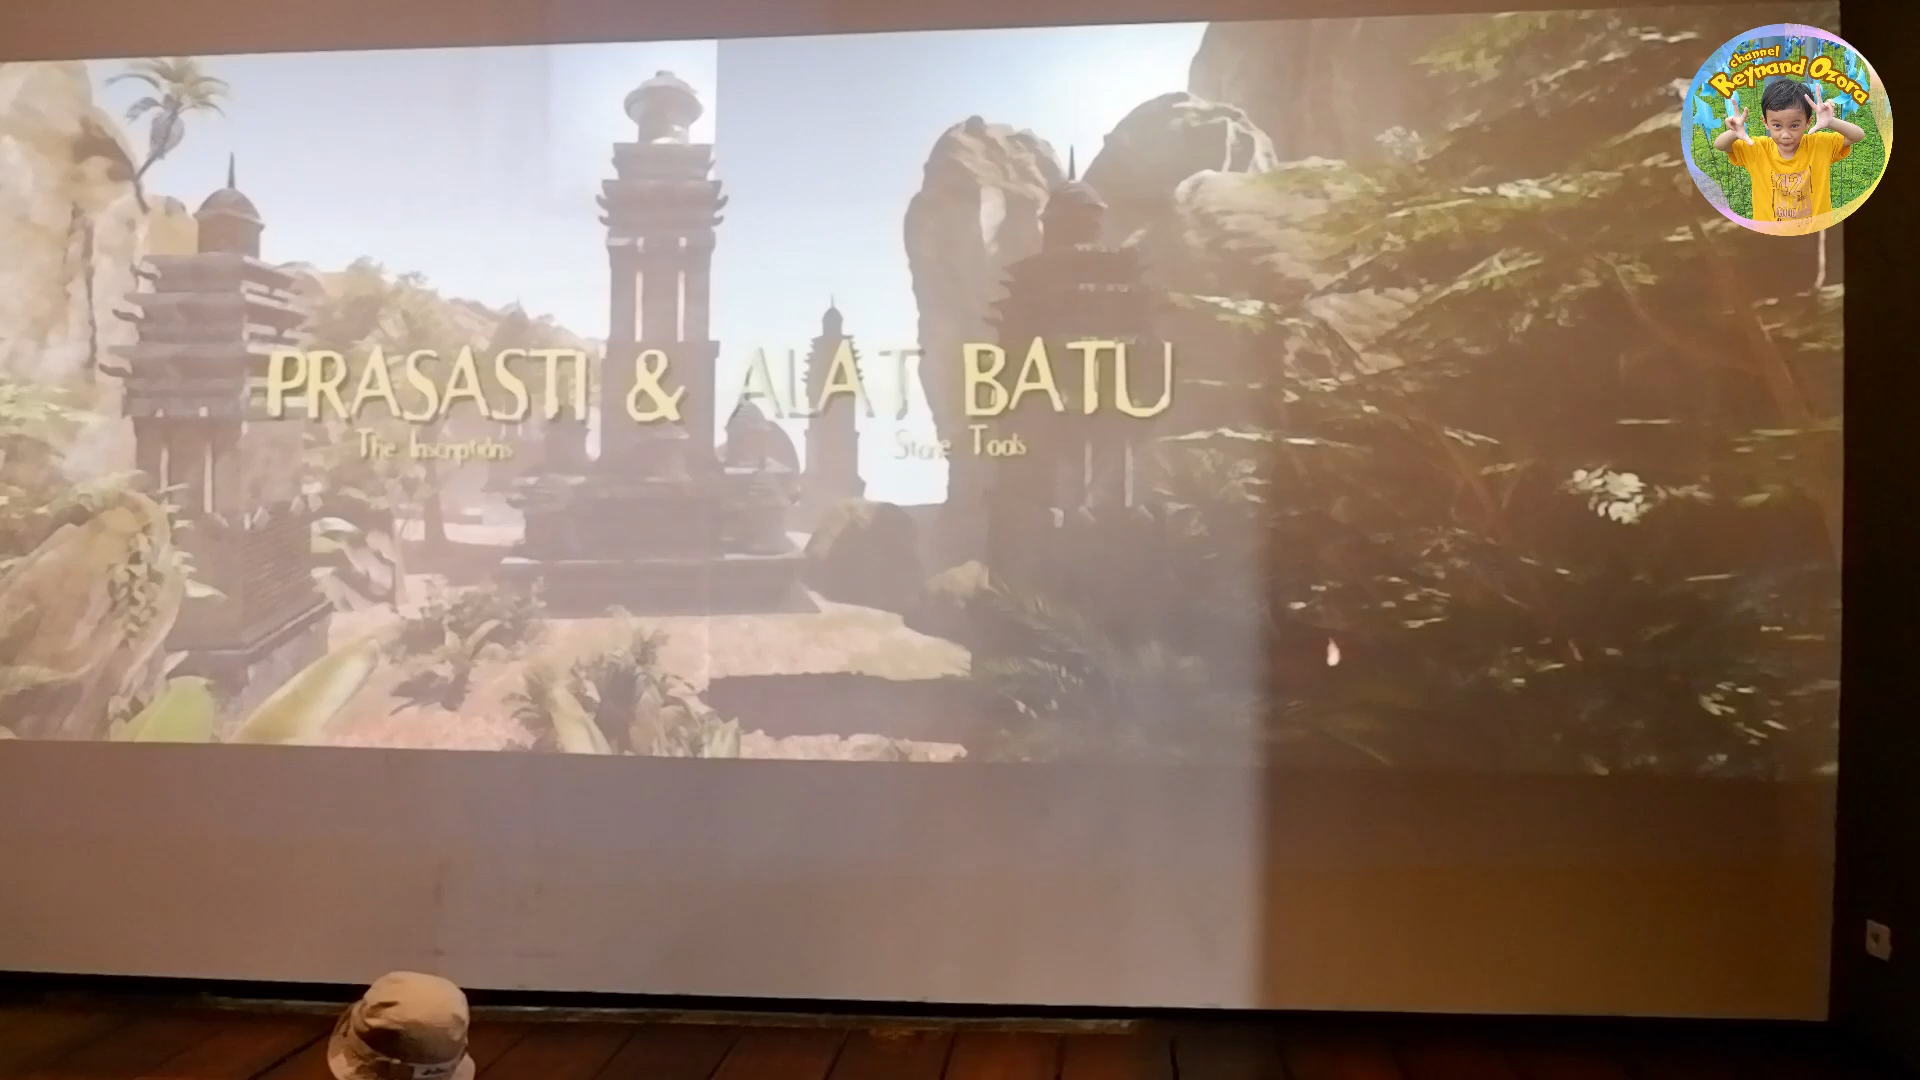 channel
Reynand Ozora
PRASASTI & ALAT BATU
The Inscriptions
Stone Tools